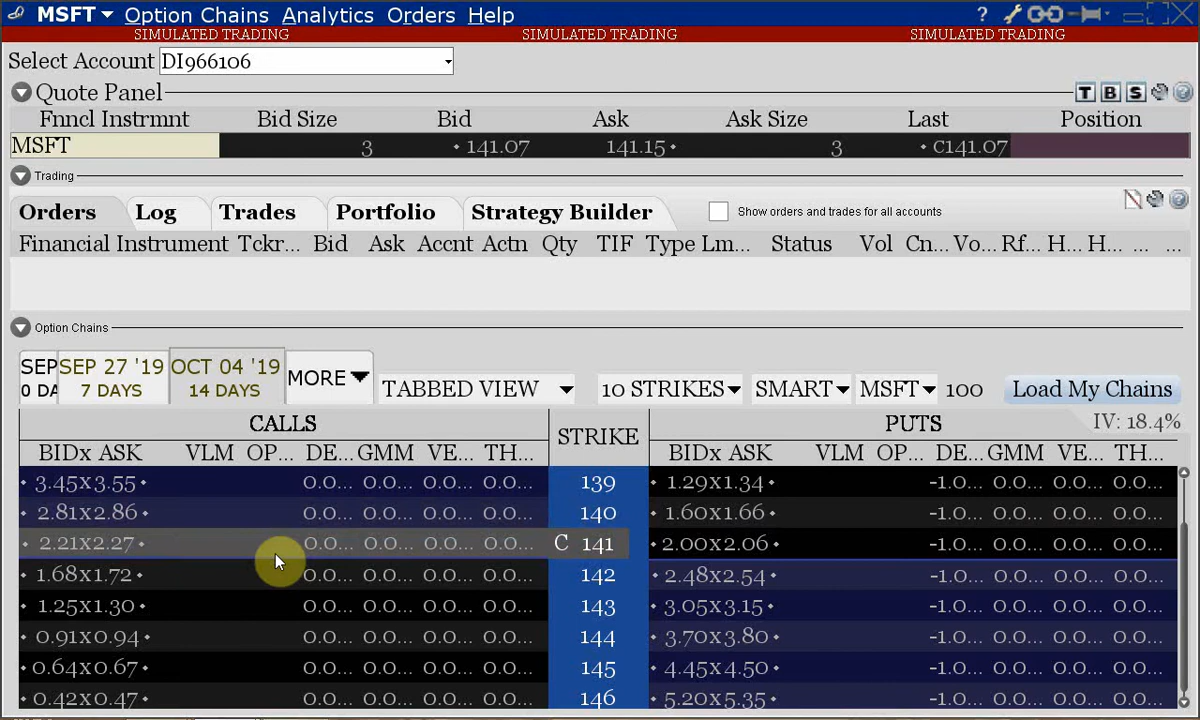 MSFT Option Chains Analytics Orders Help ?
SIMULATED TRADING SIMULATED TRADING SIMULATED TRADING
Select Account DI966106
Quote Panel T B S ?
Fnncl Instrmnt Bid Size Bid Ask Ask Size Last Position
MSFT 3 • 141.07 141.15 • 3 • C141.07
Trading
Orders Log Trades Portfolio Strategy Builder Show orders and trades for all accounts ?
Financial Instrument Tckr... Bid Ask Accnt Actn Qty TIF Type Lm... Status Vol Cn... Vo... Rf... H... H... ... ...
Option Chains
SEP SEP 27 '19 OCT 04 '19 MORE TABBED VIEW 10 STRIKES SMART MSFT 100 Load My Chains
0 DA 7 DAYS 14 DAYS
CALLS STRIKE PUTS IV: 18.4%
BIDx ASK VLM OP... DE... GMM VE... TH... BIDx ASK VLM OP... DE... GMM VE... TH...
• 3.45x3.55 • 0.0... 0.0... 0.0... 0.0... 139 • 1.29x1.34 • -1.0... 0.0... 0.0... 0.0...
• 2.81x2.86 • 0.0... 0.0... 0.0... 0.0... 140 • 1.60x1.66 • -1.0... 0.0... 0.0... 0.0...
• 2.21x2.27 • 0.0... 0.0... 0.0... 0.0... C 141 • 2.00x2.06 • -1.0... 0.0... 0.0... 0.0...
• 1.68x1.72 • 0.0... 0.0... 0.0... 0.0... 142 • 2.48x2.54 • -1.0... 0.0... 0.0... 0.0...
• 1.25x1.30 • 0.0... 0.0... 0.0... 0.0... 143 • 3.05x3.15 • -1.0... 0.0... 0.0... 0.0...
• 0.91x0.94 • 0.0... 0.0... 0.0... 0.0... 144 • 3.70x3.80 • -1.0... 0.0... 0.0... 0.0...
• 0.64x0.67 • 0.0... 0.0... 0.0... 0.0... 145 • 4.45x4.50 • -1.0... 0.0... 0.0... 0.0...
• 0.42x0.47 • 0.0... 0.0... 0.0... 0.0... 146 • 5.20x5.35 • -1.0... 0.0... 0.0... 0.0...